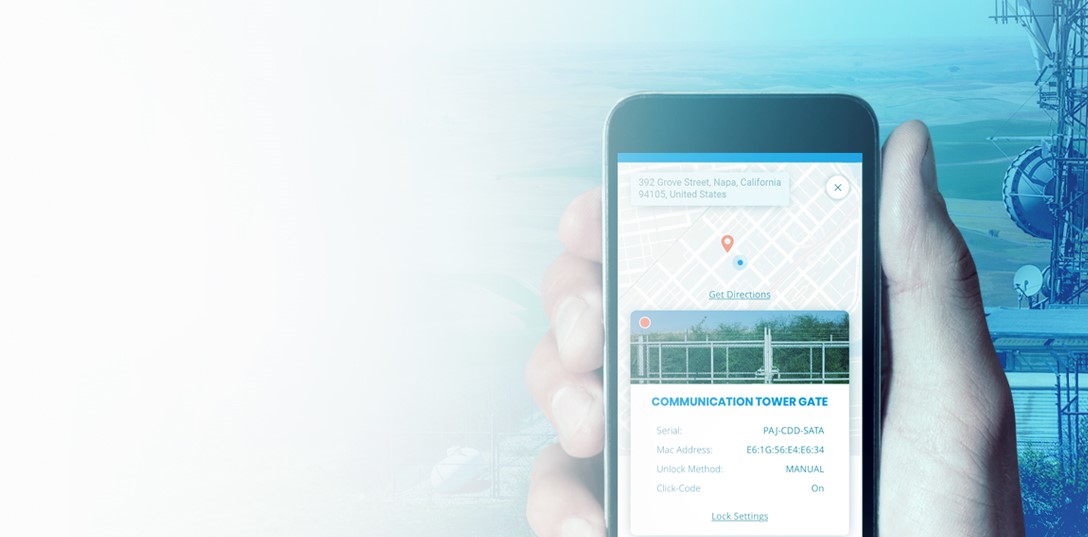 392 Grove Street, Napa, California
94105, United States
Get Directions
COMMUNICATION TOWER GATE
Serial: PAJ-CDD-SATA
Mac Address: E6:1G:56:E4:E6:34
Unlock Method: MANUAL
Click-Code On
Lock Settings